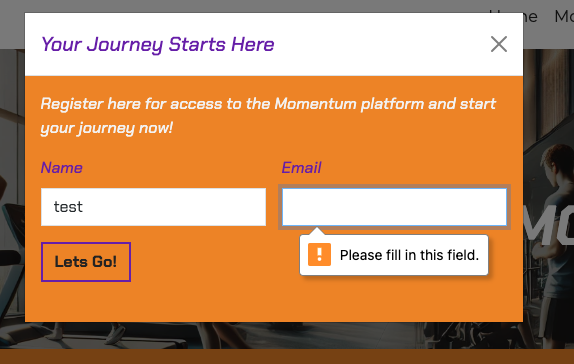 Home Mo
Your Journey Starts Here
Register here for access to the Momentum platform and start
your journey now!
Name Email
test
MO
Lets Go!
! Please fill in this field.